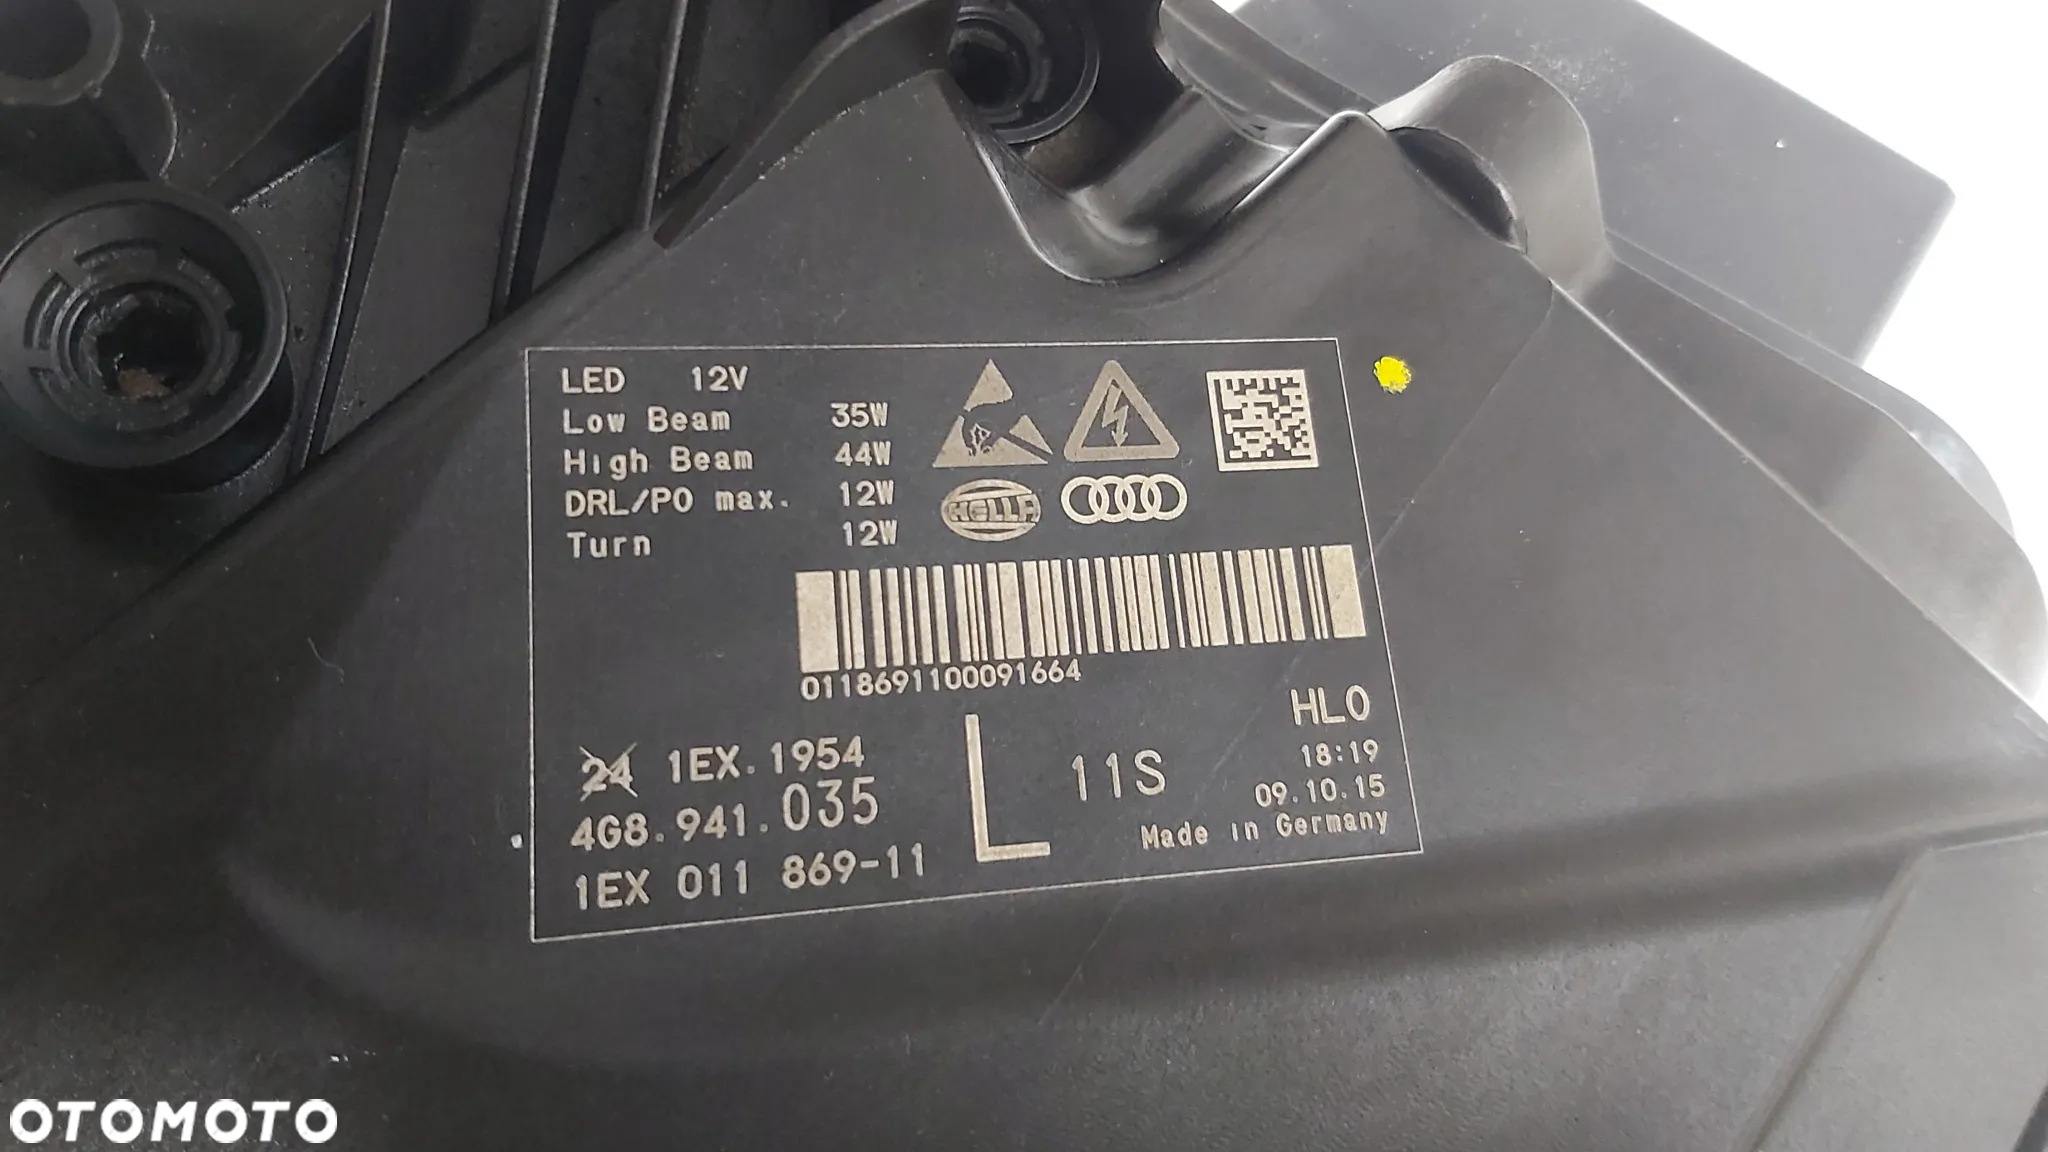 LED 12V
Low Beam 35W
High Beam 44W
DRL/PO max. 12W
Turn 12W
HELLA
0118691100091664
24 1EX.1954
4G8.941.035
1EX 011 869-11
L
11S
HL0
18:19
09.10.15
Made in Germany
OTOMOTO